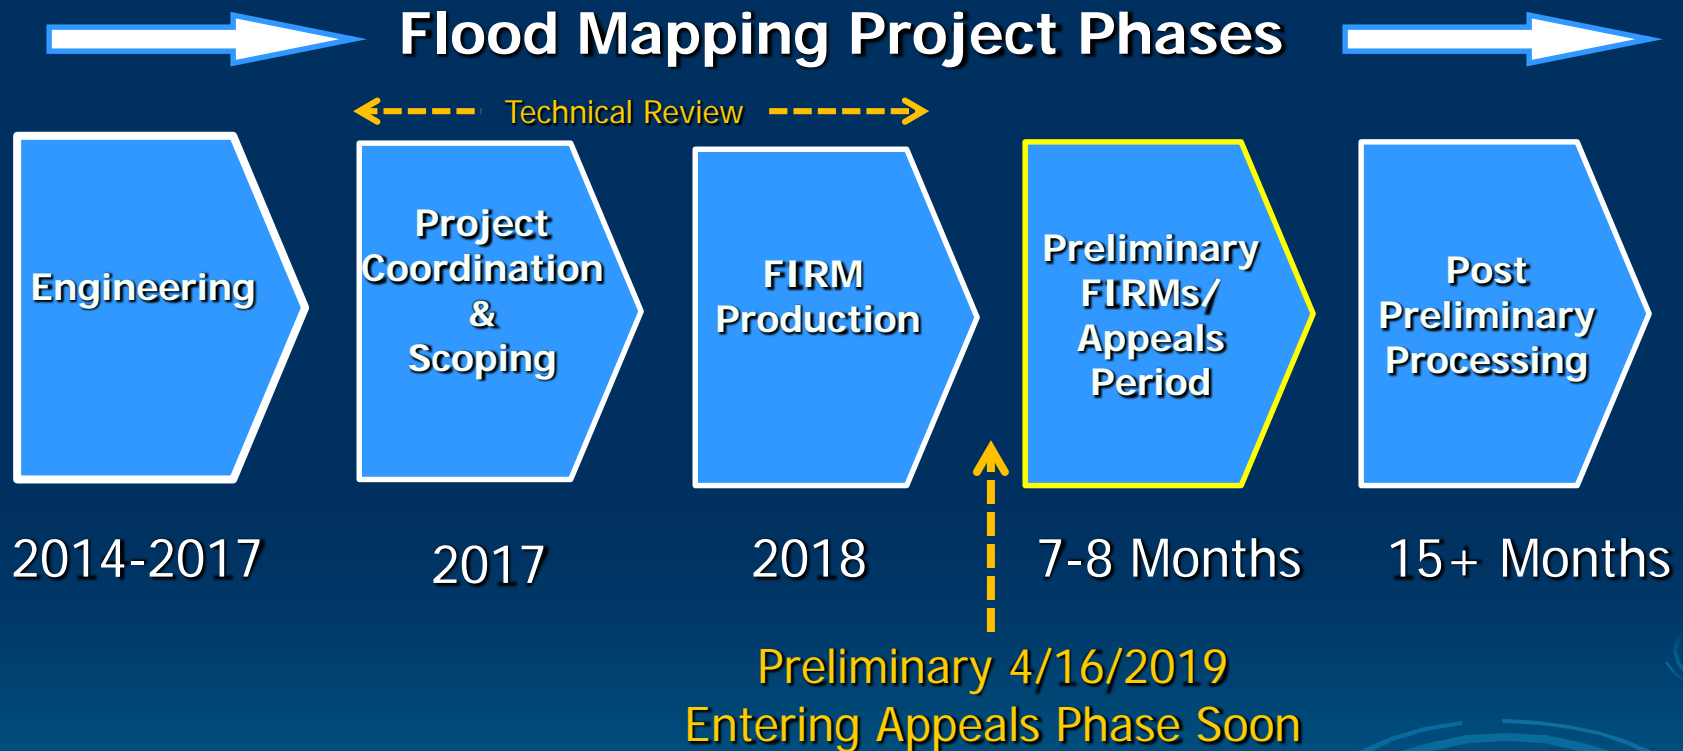 Flood Mapping Project Phases
Technical Review
Engineering
Project
Coordination
&
Scoping
FIRM
Production
Preliminary
FIRMs/
Appeals
Period
Post
Preliminary
Processing
2014-2017
2017
2018
7-8 Months
15+ Months
Preliminary 4/16/2019
Entering Appeals Phase Soon